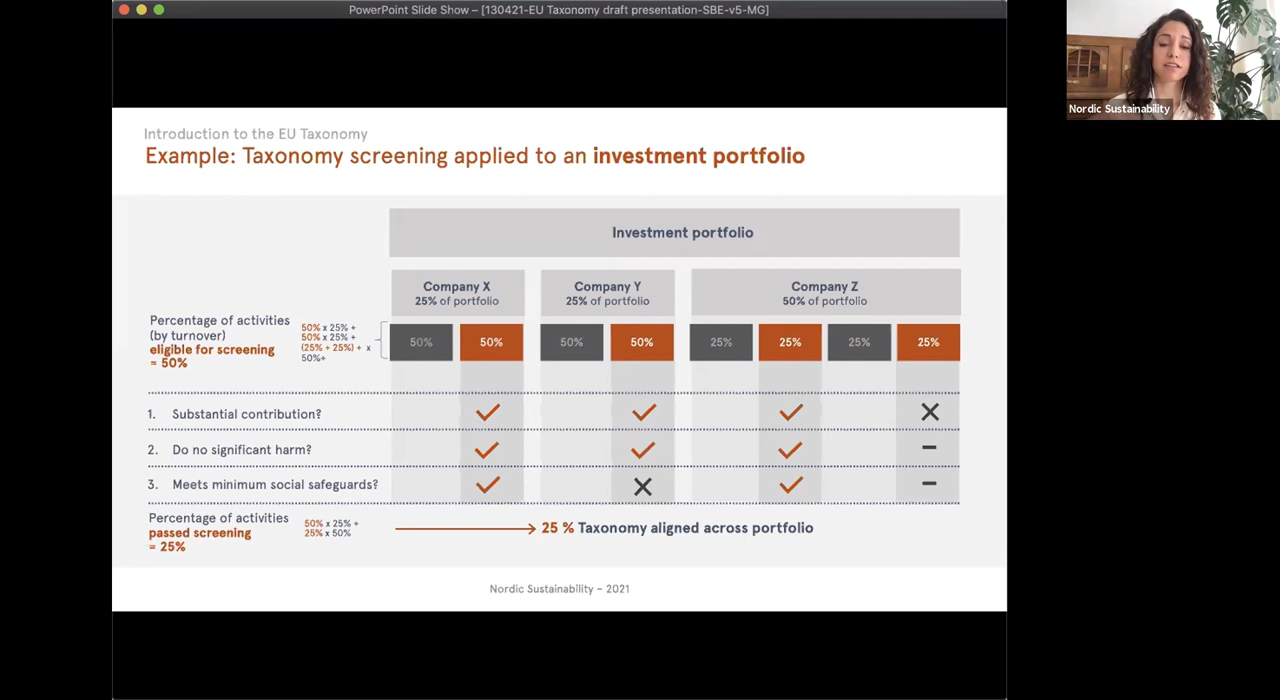 PowerPoint Slide Show – [130421-EU Taxonomy draft presentation-SBE-v5-MG]
Nordic Sustainability
Introduction to the EU Taxonomy
Example: Taxonomy screening applied to an investment portfolio
Investment portfolio
Company X
25% of portfolio
Company Y
25% of portfolio
Company Z
50% of portfolio
Percentage of activities
(by turnover)
eligible for screening
= 50%
50% x 25% +
50% x 25% +
(25% + 25%) + x
50%+
50% 50% 50% 50% 25% 25% 25% 25%
1. Substantial contribution?
2. Do no significant harm?
3. Meets minimum social safeguards?
Percentage of activities
passed screening
= 25%
50% x 25% +
25% x 50%
25 % Taxonomy aligned across portfolio
Nordic Sustainability – 2021